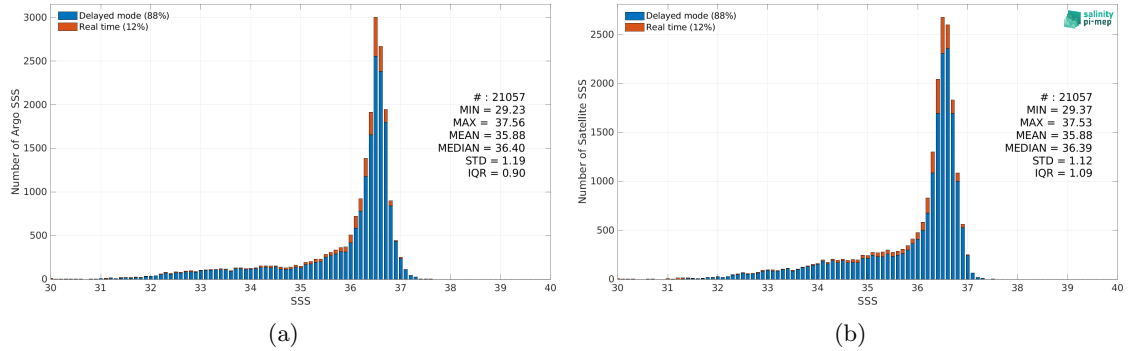 Delayed mode (88%)
Real time (12%)
3000
2500
2000
1500
1000
500
0
Number of Argo SSS
# : 21057
MIN = 29.23
MAX = 37.56
MEAN = 35.88
MEDIAN = 36.40
STD = 1.19
IQR = 0.90
30 31 32 33 34 35 36 37 38 39 40
SSS
(a)
Delayed mode (88%)
Real time (12%)
salinity
pi-mep
2500
2000
1500
1000
500
0
Number of Satellite SSS
# : 21057
MIN = 29.37
MAX = 37.53
MEAN = 35.88
MEDIAN = 36.39
STD = 1.12
IQR = 1.09
30 31 32 33 34 35 36 37 38 39 40
SSS
(b)